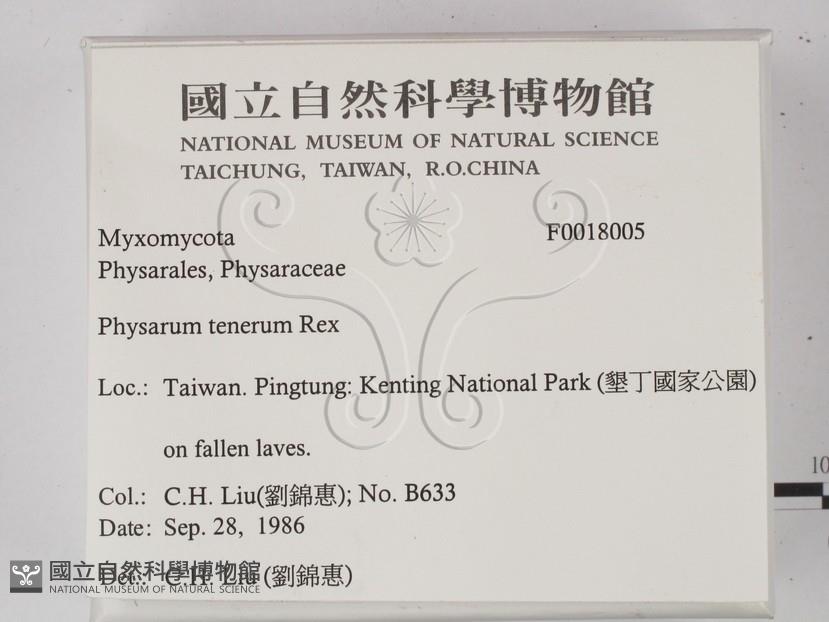 國立自然科學博物館
NATIONAL MUSEUM OF NATURAL SCIENCE
TAICHUNG, TAIWAN, R.O.CHINA
Myxomycota F0018005
Physarales, Physaraceae
Physarum tenerum Rex
Loc.: Taiwan. Pingtung: Kenting National Park (墾丁國家公園)
on fallen laves.
Col.: C.H. Liu(劉錦惠); No. B633
Date: Sep. 28, 1986
Det.: C.H. Liu (劉錦惠)
國立自然科學博物館
NATIONAL MUSEUM OF NATURAL SCIENCE
10